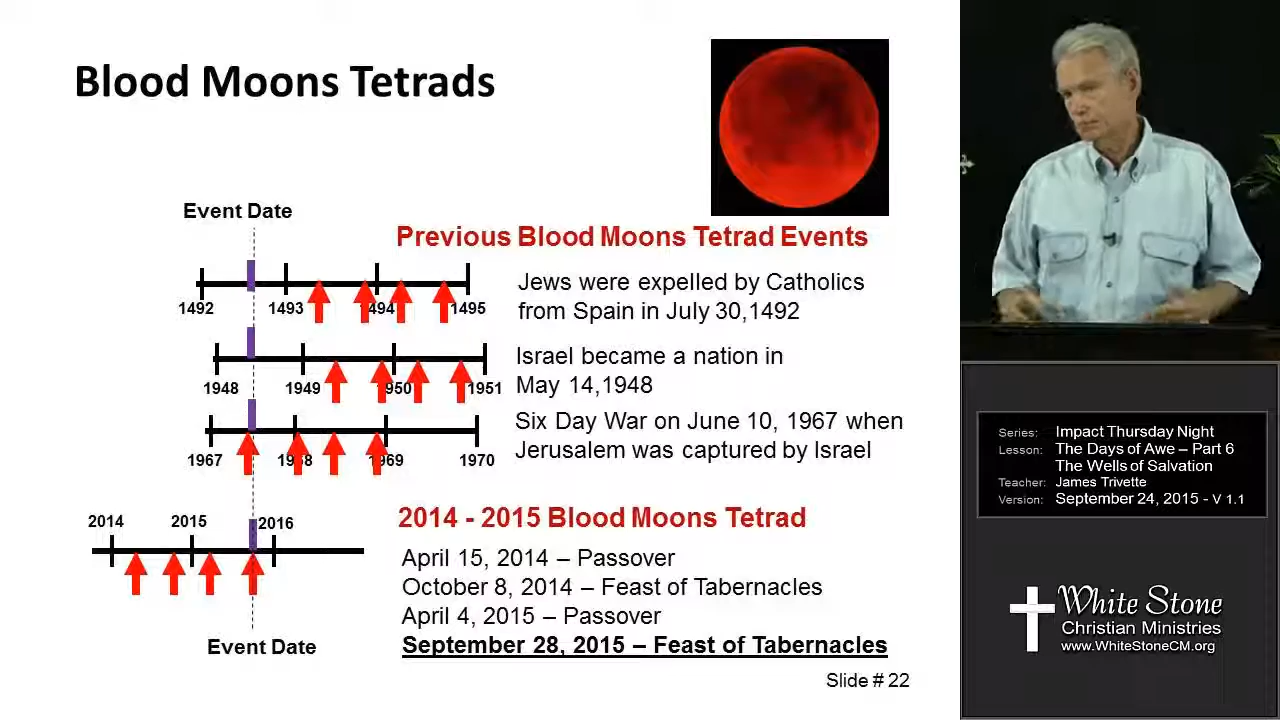 Blood Moons Tetrads
Event Date
Previous Blood Moons Tetrad Events
1492 1493 1494 1495
Jews were expelled by Catholics
from Spain in July 30,1492
1948 1949 1950 1951
Israel became a nation in
May 14,1948
1967 1968 1969 1970
Six Day War on June 10, 1967 when
Jerusalem was captured by Israel
2014 2015 2016
2014 - 2015 Blood Moons Tetrad
April 15, 2014 – Passover
October 8, 2014 – Feast of Tabernacles
April 4, 2015 – Passover
September 28, 2015 – Feast of Tabernacles
Event Date
Slide # 22
Series: Impact Thursday Night
Lesson: The Days of Awe – Part 6
The Wells of Salvation
Teacher: James Trivette
Version: September 24, 2015 - V 1.1
White Stone
Christian Ministries
www.WhiteStoneCM.org